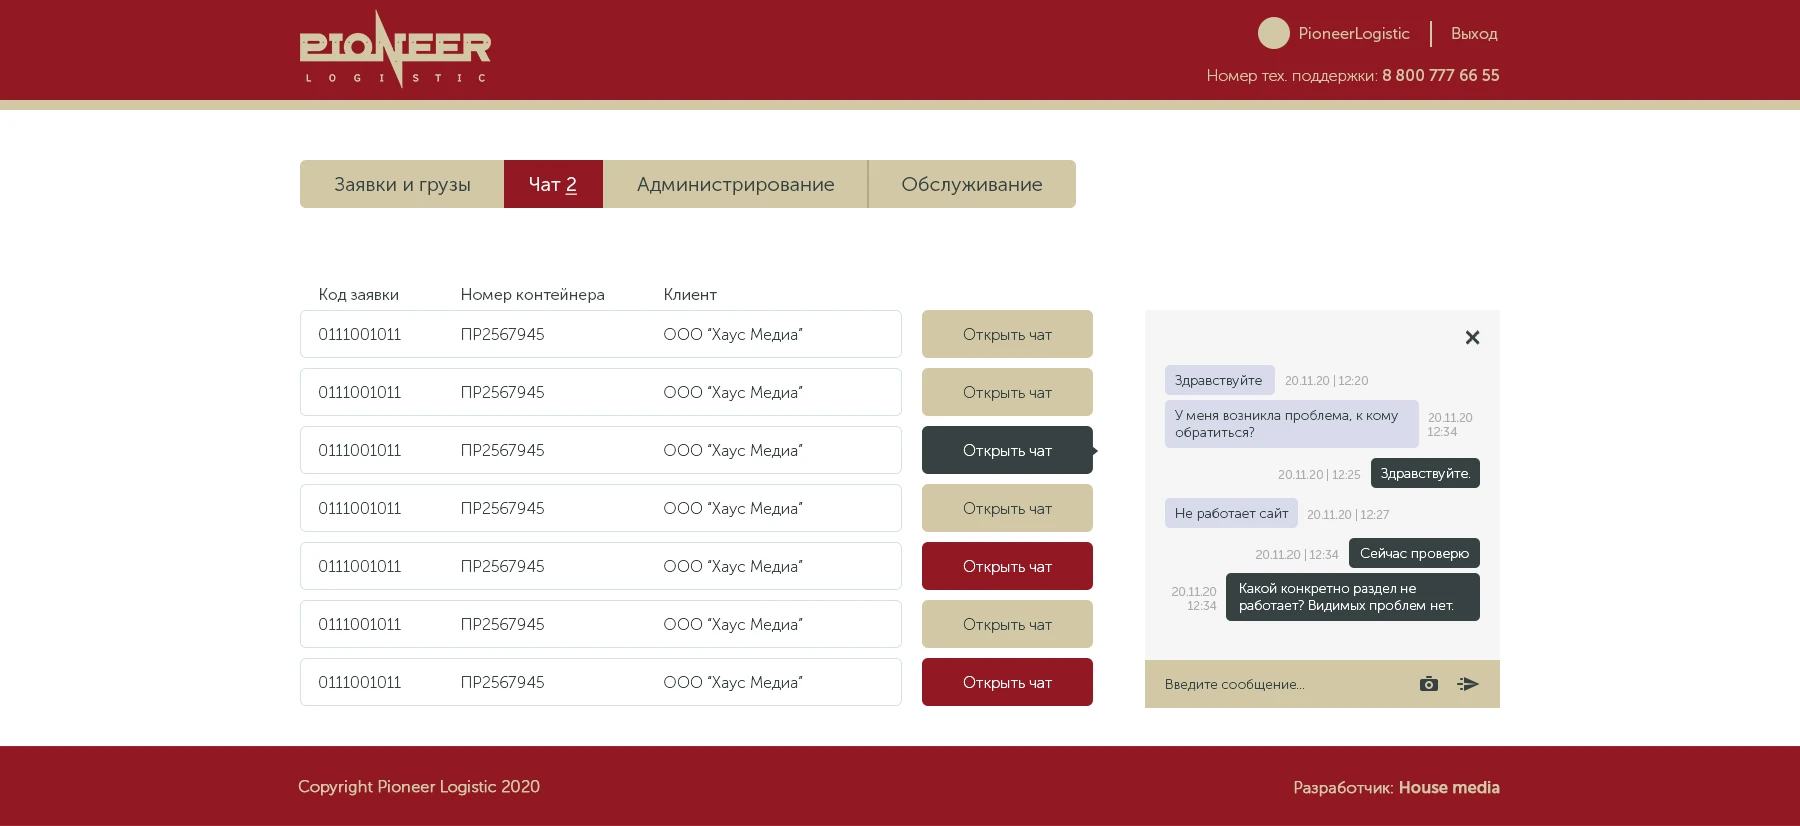 PIONEER
LOGISTIC
PioneerLogistic
Выход
Номер тех. поддержки: 8 800 777 66 55
Заявки и грузы
Чат 2
Администрирование
Обслуживание
Код заявки Номер контейнера Клиент
0111001011 ПР2567945 ООО “Хаус Медиа” Открыть чат
0111001011 ПР2567945 ООО “Хаус Медиа” Открыть чат
0111001011 ПР2567945 ООО “Хаус Медиа” Открыть чат
0111001011 ПР2567945 ООО “Хаус Медиа” Открыть чат
0111001011 ПР2567945 ООО “Хаус Медиа” Открыть чат
0111001011 ПР2567945 ООО “Хаус Медиа” Открыть чат
0111001011 ПР2567945 ООО “Хаус Медиа” Открыть чат
Здравствуйте 20.11.20 | 12:20
У меня возникла проблема, к кому
обратиться?
20.11.20
12:34
20.11.20 | 12:25 Здравствуйте.
Не работает сайт 20.11.20 | 12:27
20.11.20 | 12:34 Сейчас проверю
20.11.20
12:34
Какой конкретно раздел не
работает? Видимых проблем нет.
Введите сообщение...
Copyright Pioneer Logistic 2020
Разработчик: House media